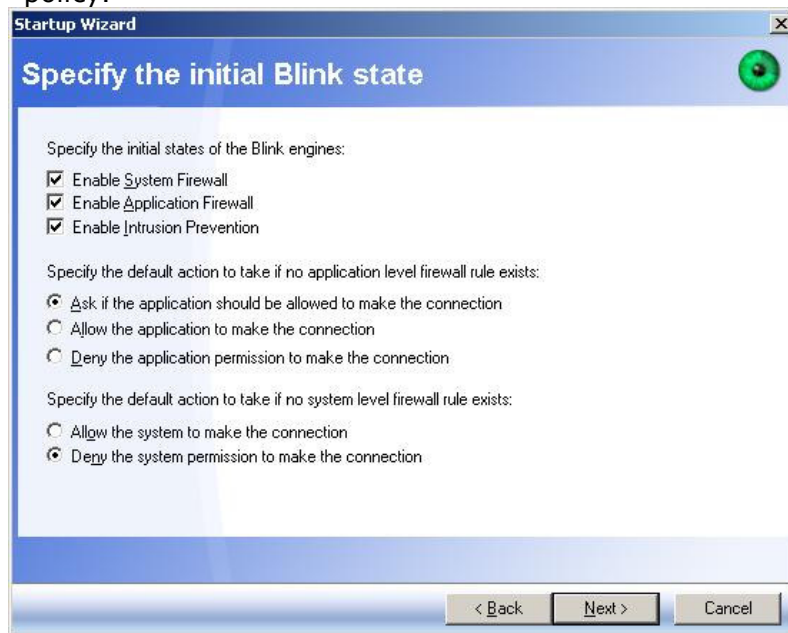 policy.
Startup Wizard
Specify the initial Blink state
Specify the initial states of the Blink engines:
Enable System Firewall
Enable Application Firewall
Enable Intrusion Prevention
Specify the default action to take if no application level firewall rule exists:
Ask if the application should be allowed to make the connection
Allow the application to make the connection
Deny the application permission to make the connection
Specify the default action to take if no system level firewall rule exists:
Allow the system to make the connection
Deny the system permission to make the connection
< Back Next > Cancel